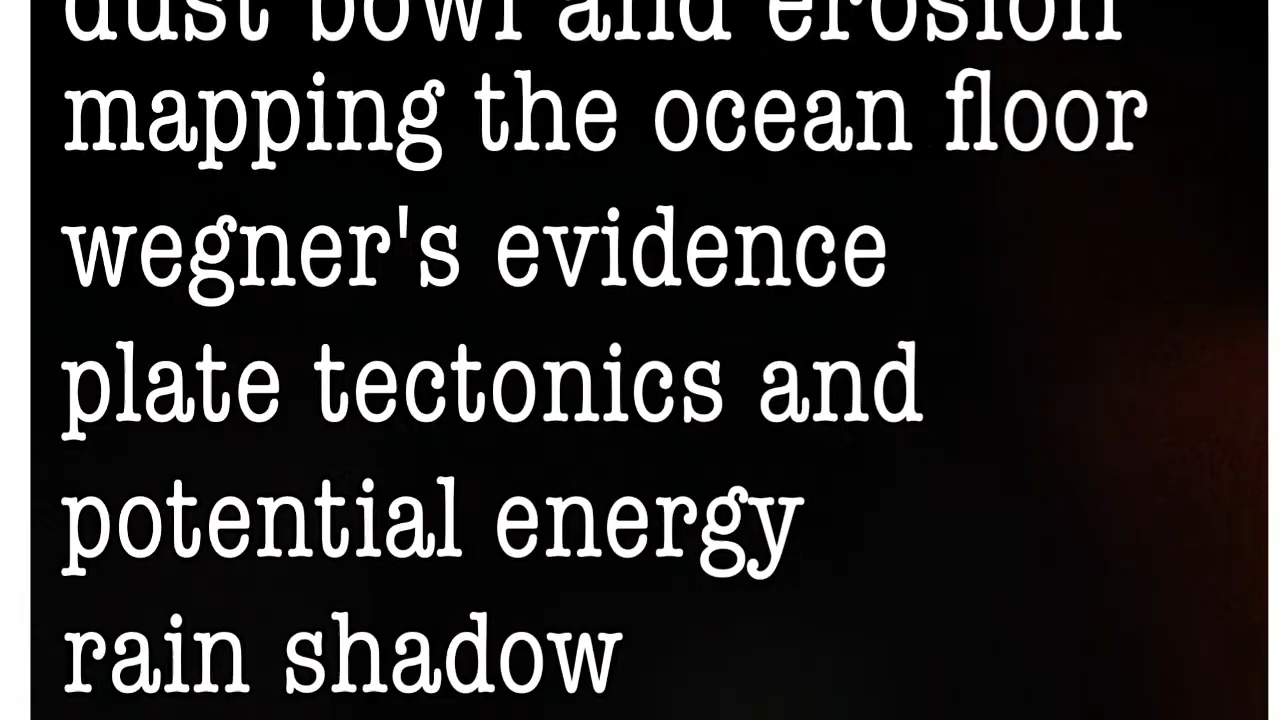 dust bowl and erosion
mapping the ocean floor
wegner's evidence
plate tectonics and
potential energy
rain shadow